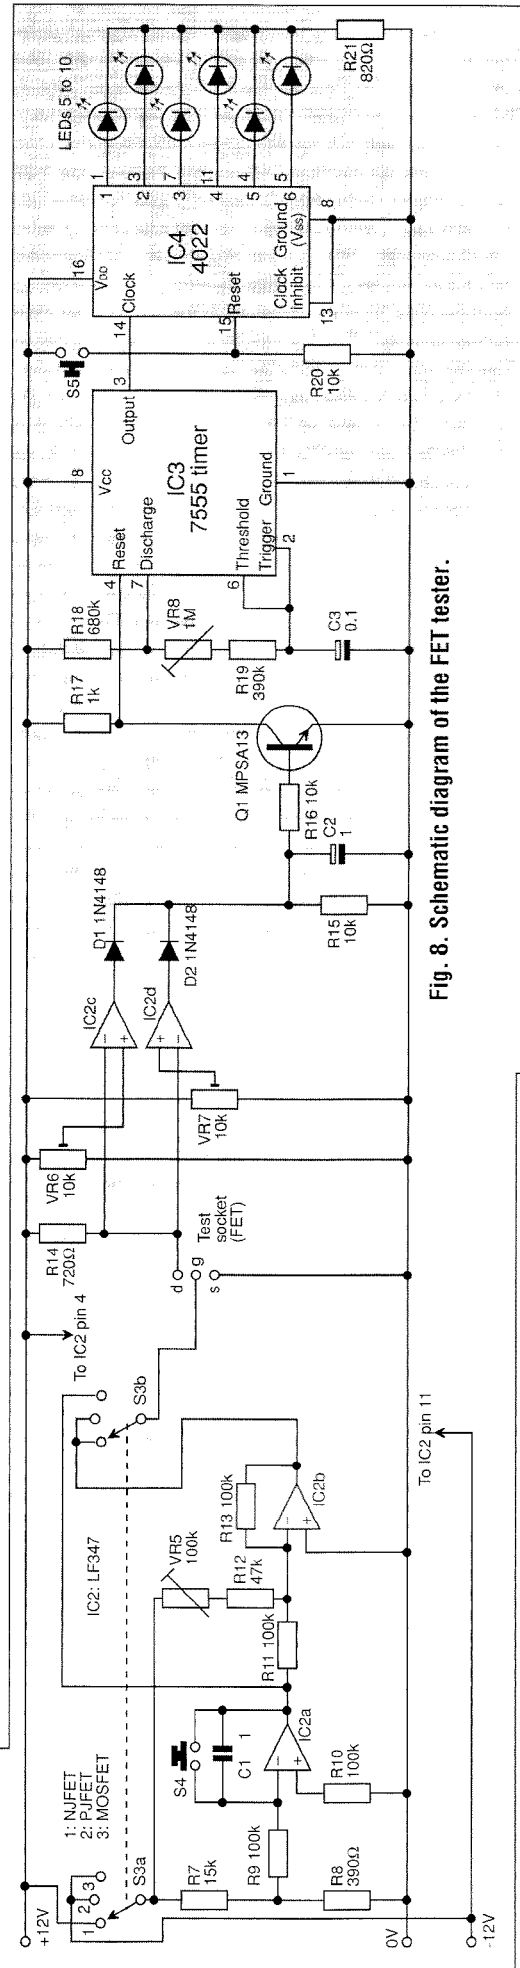 +12V
1
2
3
S3a
1: NJFET
2: PJFET
3: MOSFET
R7
15k
R8
390Ω
R9 100k
S4
C1
1
IC2a
R10
100k
0V
-12V
IC2: LF347
VR5
100k
R12
47k
R11 100k
R13 100k
IC2b
S3b
To IC2 pin 4
To IC2 pin 11
R14
720Ω
d
g
s
Test
socket
(FET)
VR6
10k
VR7
10k
IC2c
IC2d
D1 1N4148
D2 1N4148
R15
10k
C2
1
R16 10k
Q1 MPSA13
R17
1k
R18
680k
VR8
1M
R19
390k
C3
0.1
4
Reset
7
Discharge
6
Threshold
Trigger
2
Ground
1
8
Vcc
IC3
7555 timer
Output
3
S5
R20
10k
14
Clock
15
Reset
16
VDD
IC4
4022
Clock
Inhibit
13
Ground
(Vss)
8
1 1
2 3
3 7
4 11
5 4
6 5
LEDs 5 to 10
R21
820Ω
Fig. 8. Schematic diagram of the FET tester.